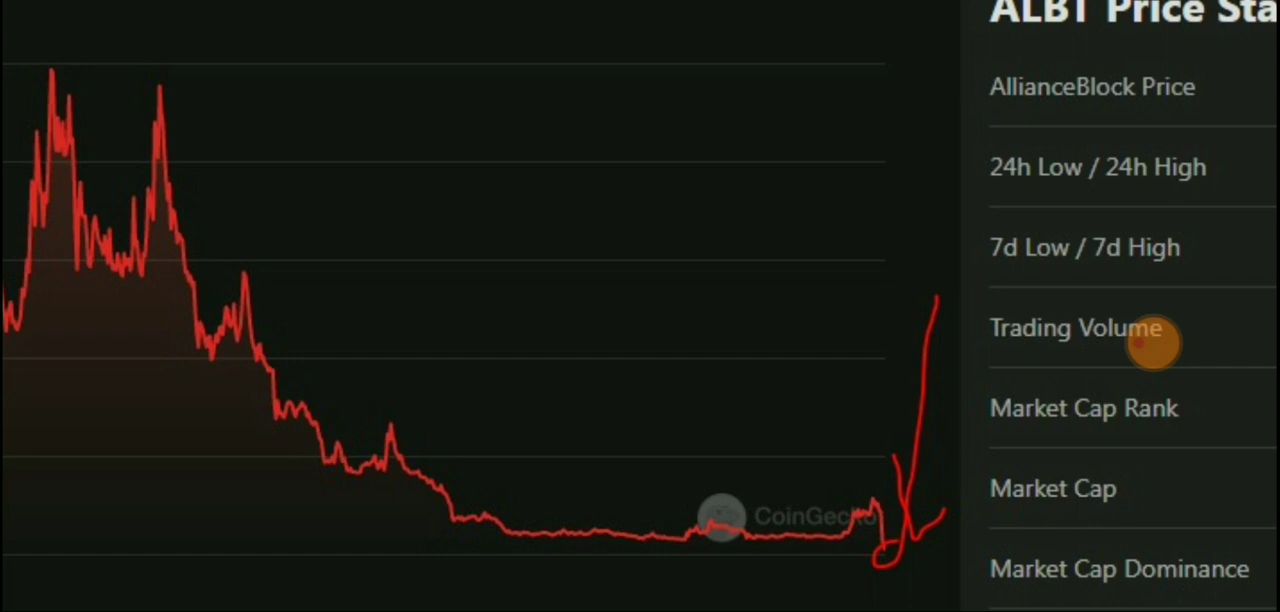 ALBT Price Sta
AllianceBlock Price
24h Low / 24h High
7d Low / 7d High
Trading Volume
Market Cap Rank
CoinGecko
Market Cap
Market Cap Dominance